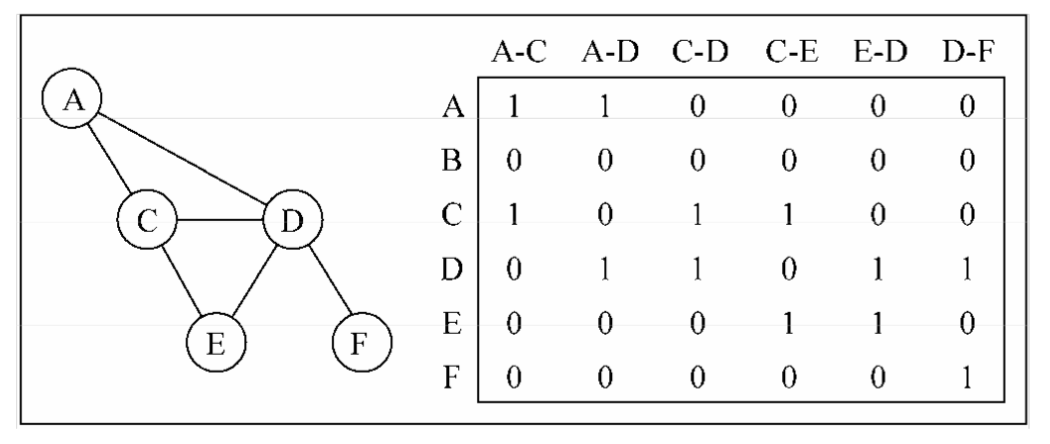 A
C D
E F
A-C A-D C-D C-E E-D D-F
A 1 1 0 0 0 0
B 0 0 0 0 0 0
C 1 0 1 1 0 0
D 0 1 1 0 1 1
E 0 0 0 1 1 0
F 0 0 0 0 0 1